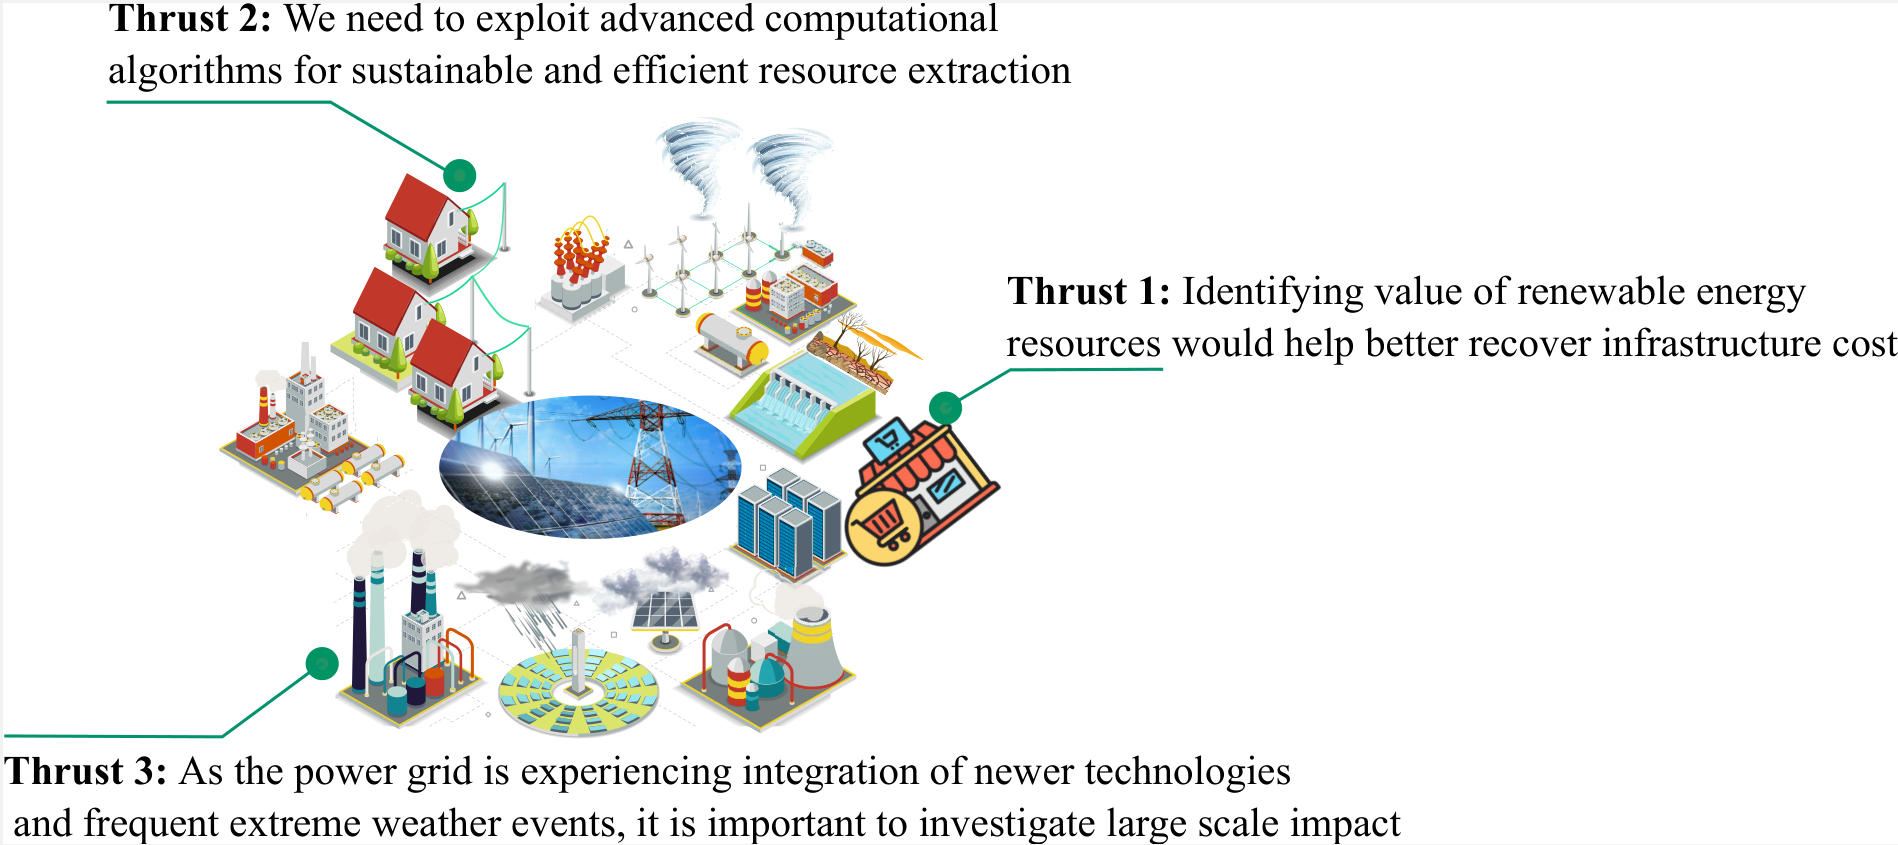 Thrust 2: We need to exploit advanced computational
algorithms for sustainable and efficient resource extraction
Thrust 1: Identifying value of renewable energy
resources would help better recover infrastructure cost
Thrust 3: As the power grid is experiencing integration of newer technologies
and frequent extreme weather events, it is important to investigate large scale impact